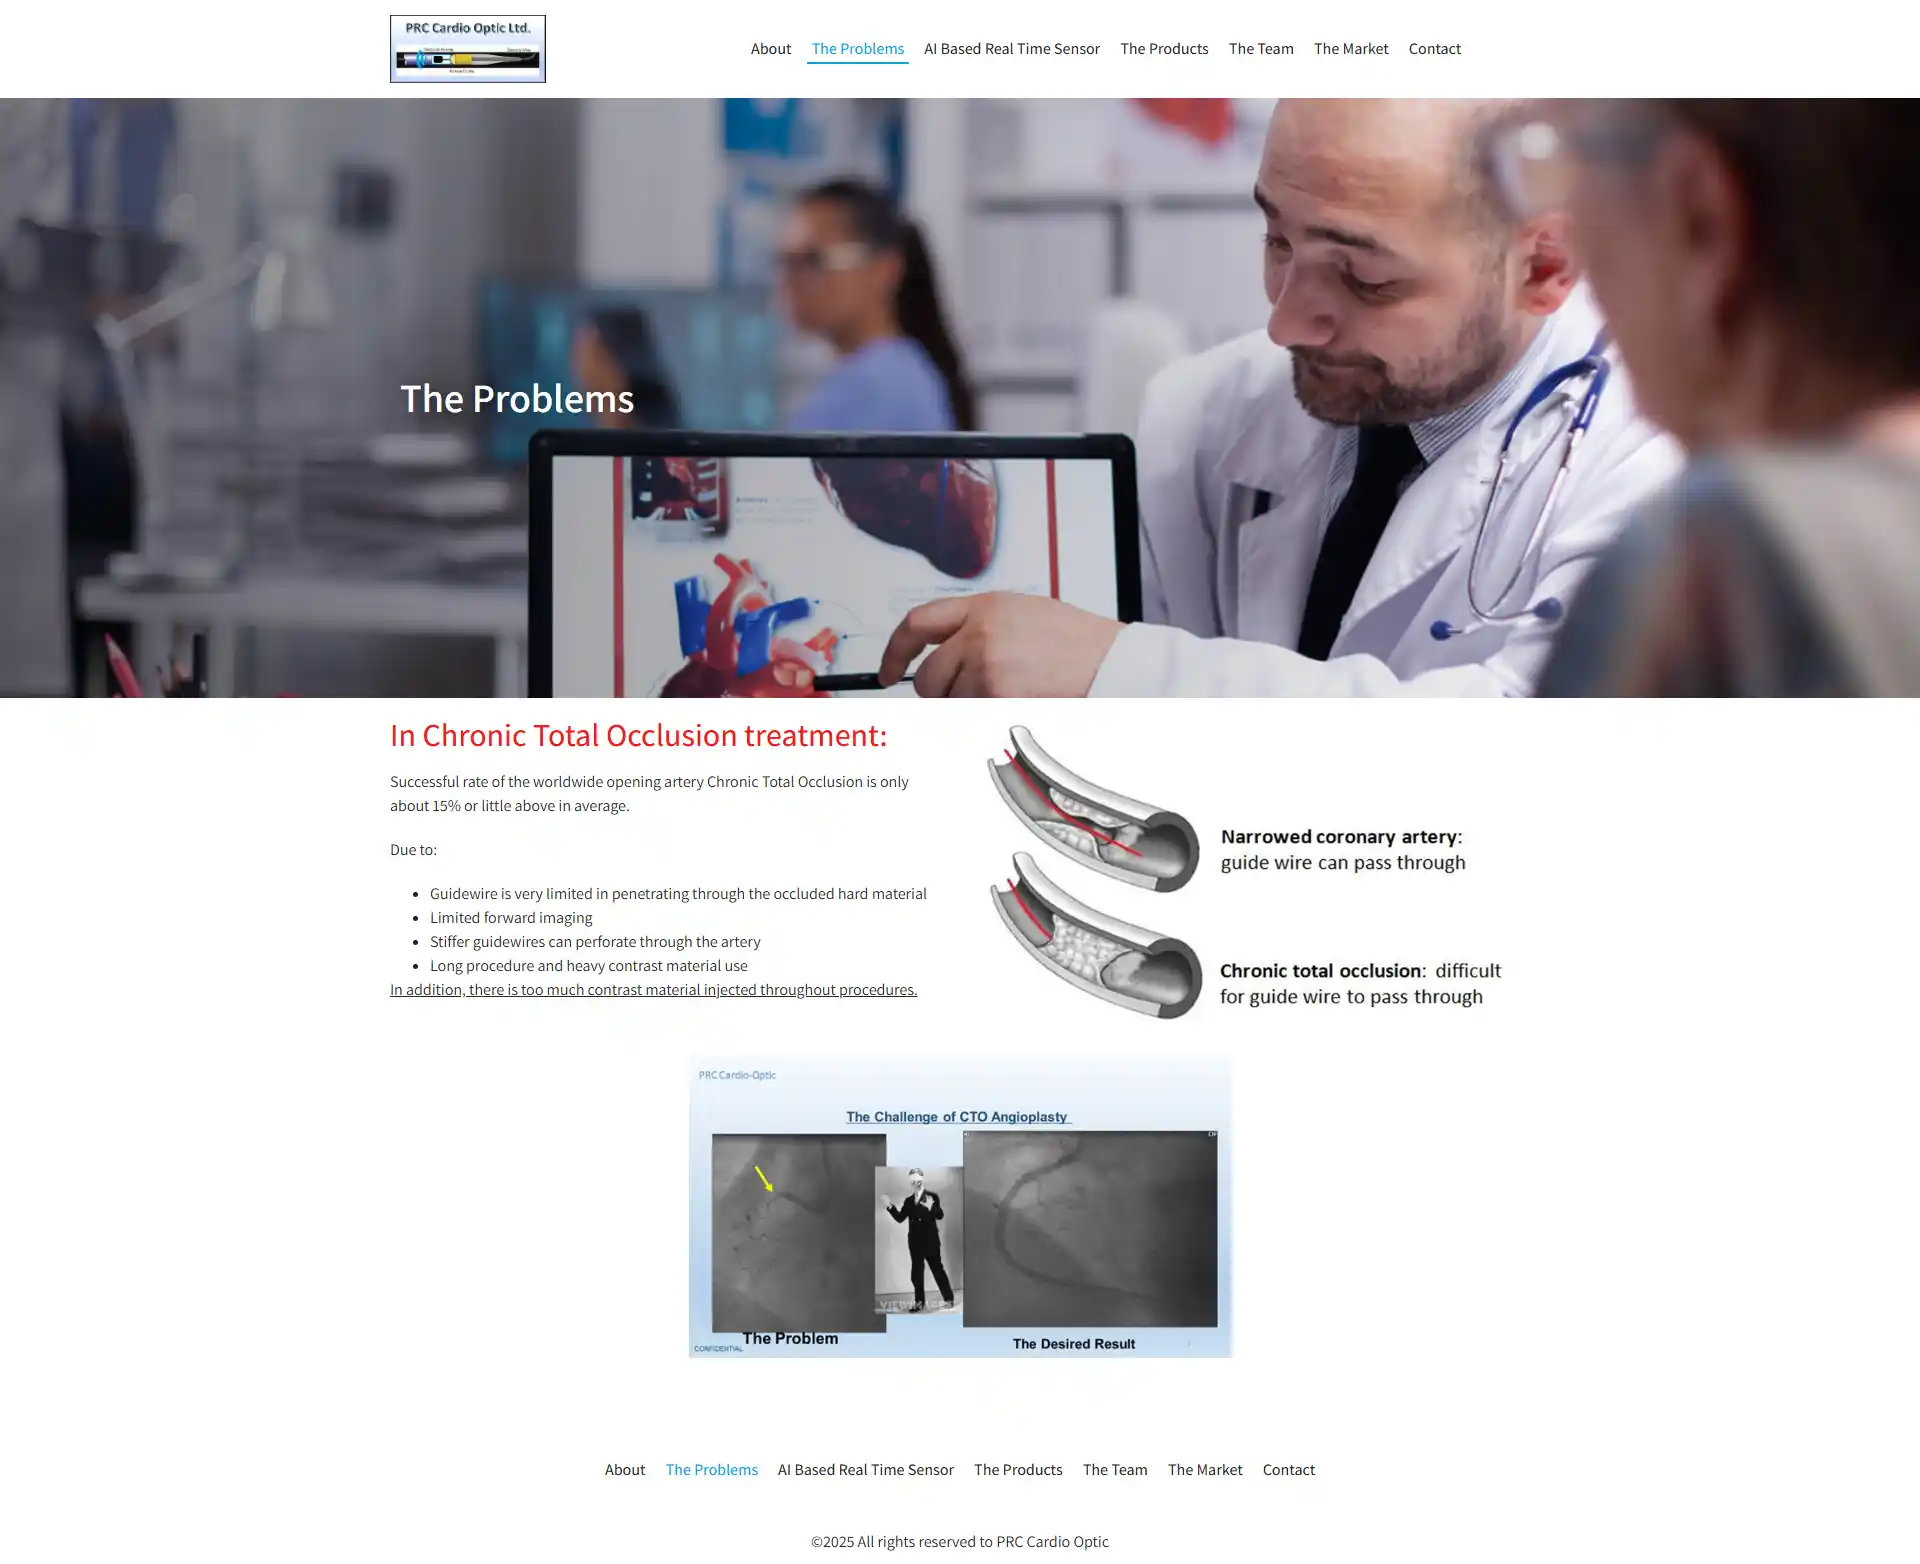 PRC Cardio Optic Ltd.
About
The Problems
AI Based Real Time Sensor
The Products
The Team
The Market
Contact
The Problems
In Chronic Total Occlusion treatment:
Successful rate of the worldwide opening artery Chronic Total Occlusion is only
about 15% or little above in average.
Due to:
Guidewire is very limited in penetrating through the occluded hard material
Limited forward imaging
Stiffer guidewires can perforate through the artery
Long procedure and heavy contrast material use
In addition, there is too much contrast material injected throughout procedures.
Narrowed coronary artery:
guide wire can pass through
Chronic total occlusion: difficult
for guide wire to pass through
PRC Cardio-Optic
The Challenge of CTO Angioplasty
The Problem
The Desired Result
CONFIDENTIAL
About
The Problems
AI Based Real Time Sensor
The Products
The Team
The Market
Contact
©2025 All rights reserved to PRC Cardio Optic